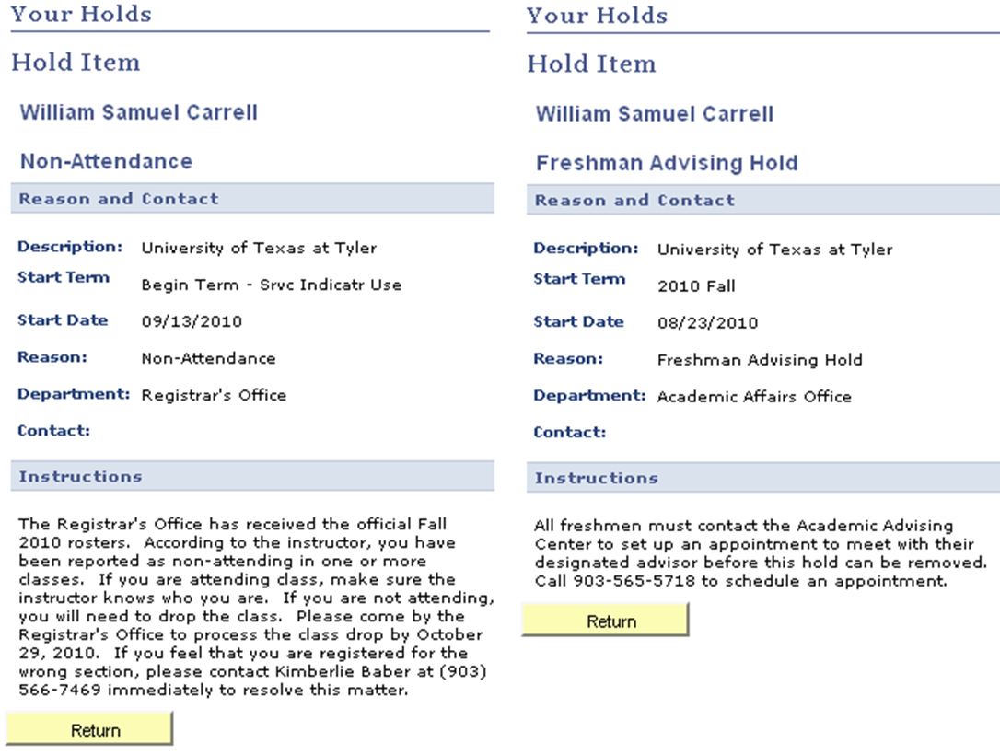 Your Holds
Hold Item
William Samuel Carrell
Non-Attendance
Reason and Contact
Description: University of Texas at Tyler
Start Term Begin Term - Srvc Indicatr Use
Start Date 09/13/2010
Reason: Non-Attendance
Department: Registrar's Office
Contact:
Instructions
The Registrar's Office has received the official Fall
2010 rosters. According to the instructor, you have
been reported as non-attending in one or more
classes. If you are attending class, make sure the
instructor knows who you are. If you are not attending,
you will need to drop the class. Please come by the
Registrar's Office to process the class drop by October
29, 2010. If you feel that you are registered for the
wrong section, please contact Kimberlie Baber at (903)
566-7469 immediately to resolve this matter.
Return
Your Holds
Hold Item
William Samuel Carrell
Freshman Advising Hold
Reason and Contact
Description: University of Texas at Tyler
Start Term 2010 Fall
Start Date 08/23/2010
Reason: Freshman Advising Hold
Department: Academic Affairs Office
Contact:
Instructions
All freshmen must contact the Academic Advising
Center to set up an appointment to meet with their
designated advisor before this hold can be removed.
Call 903-565-5718 to schedule an appointment.
Return